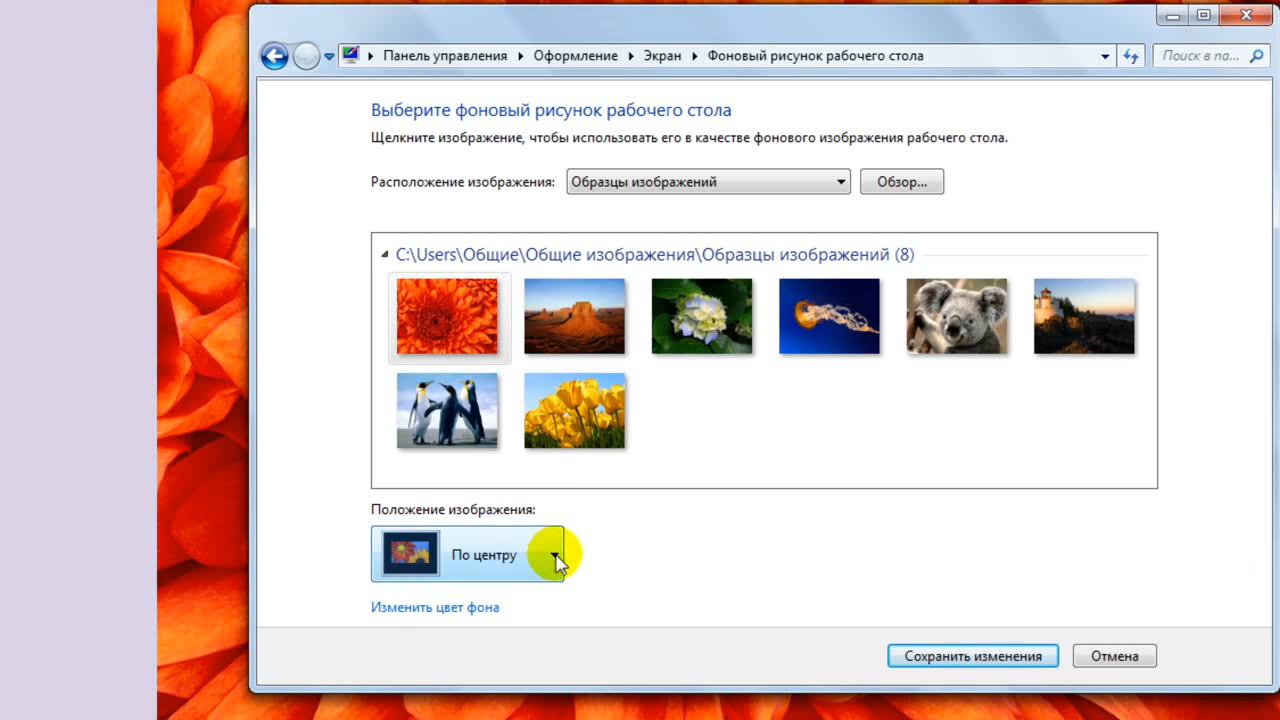 Панель управления Оформление Экран Фоновый рисунок рабочего стола Поиск в па...
Выберите фоновый рисунок рабочего стола
Щелкните изображение, чтобы использовать его в качестве фонового изображения рабочего стола.
Расположение изображения: Образцы изображений Обзор...
C:\Users\Общие\Общие изображения\Образцы изображений (8)
Положение изображения:
По центру
Изменить цвет фона
Сохранить изменения Отмена